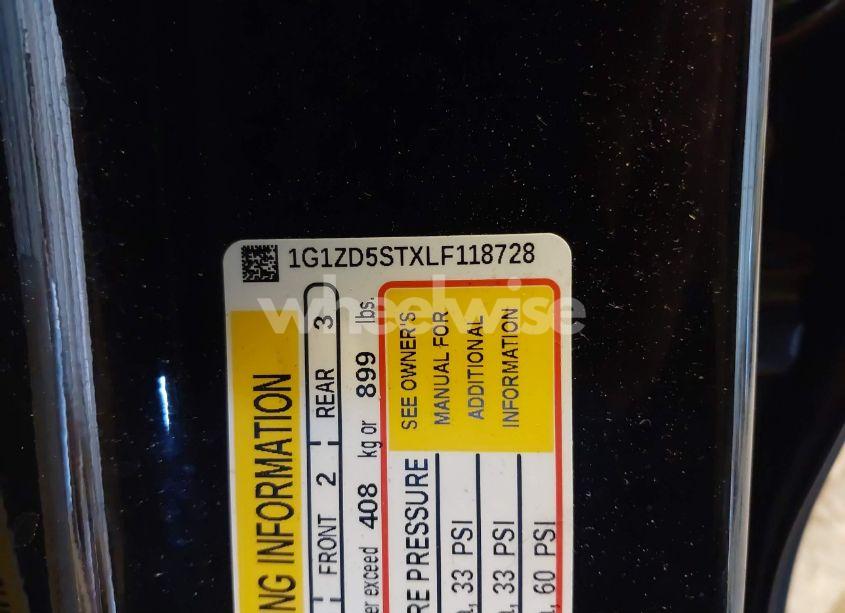 1G1ZD5STXLF118728
wheelwise
NG INFORMATION
FRONT 2 REAR 3
er exceed 408 kg or 899 lbs.
RE PRESSURE
SEE OWNER'S
MANUAL FOR
ADDITIONAL
INFORMATION
, 33 PSI
, 33 PSI
, 60 PSI